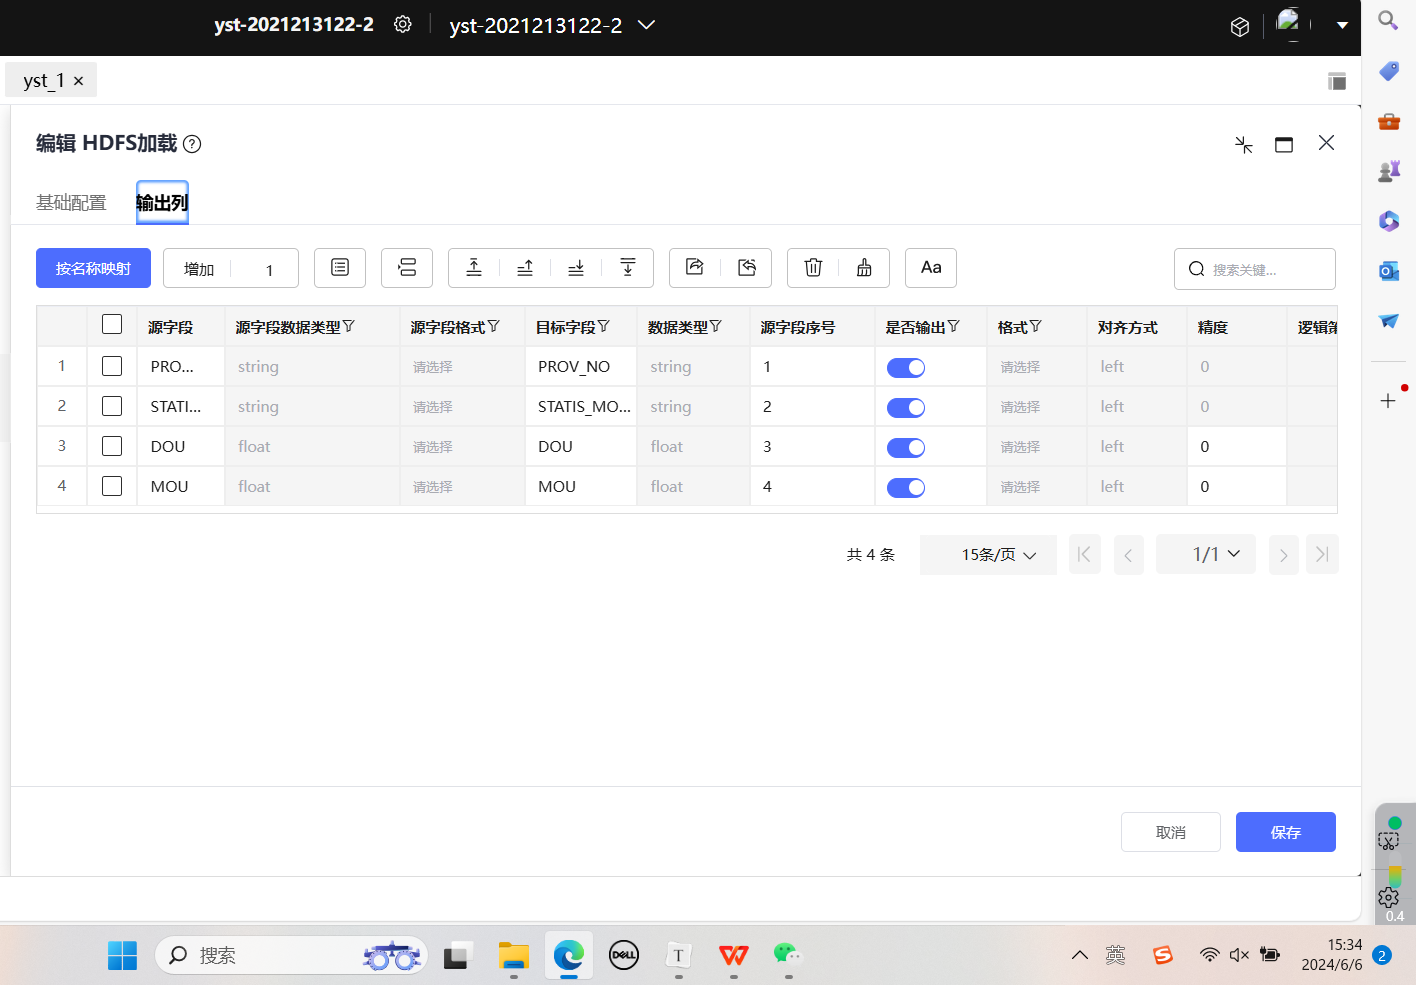 yst-2021213122-2 yst-2021213122-2
yst_1 ×
编辑 HDFS加载 ?
基础配置 输出列
按名称映射 增加 1 Aa 搜索关键...
源字段 源字段数据类型 源字段格式 目标字段 数据类型 源字段序号 是否输出 格式 对齐方式 精度 逻辑
1 PRO... string 请选择 PROV_NO string 1 请选择 left 0
2 STATI... string 请选择 STATIS_MO... string 2 请选择 left 0
3 DOU float 请选择 DOU float 3 请选择 left 0
4 MOU float 请选择 MOU float 4 请选择 left 0
共 4 条 15条/页 1/1
取消 保存
0.4
搜索 DELL T 英 S 15:34
2024/6/6 2